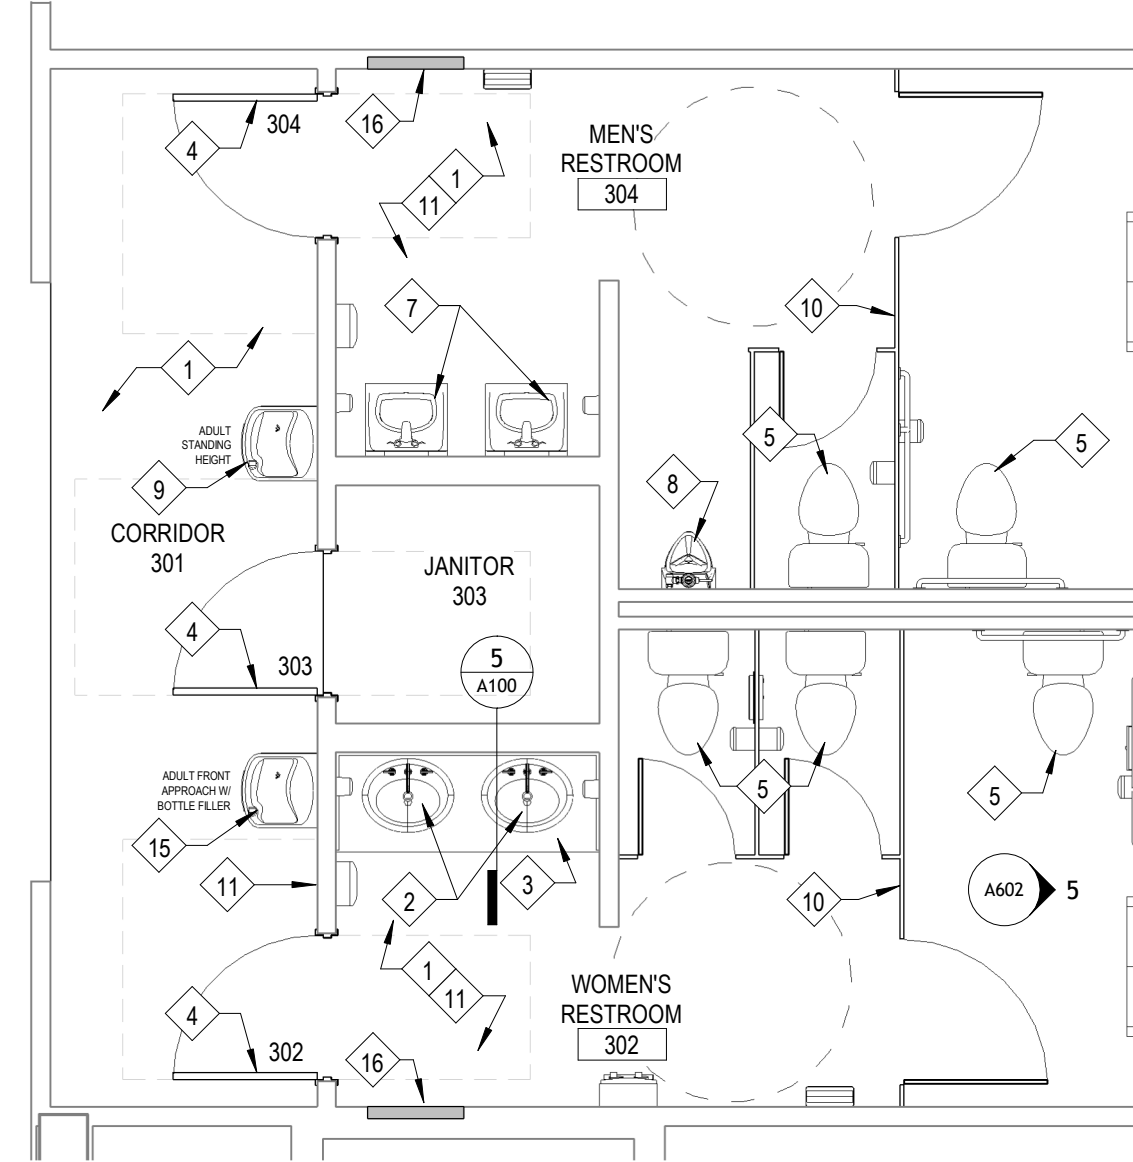 304
4
16
MEN'S
RESTROOM
304
1
11
7
10
1
ADULT
STANDING
HEIGHT
9
5
5
8
CORRIDOR
301
JANITOR
303
4
303
5
A100
ADULT FRONT
APPROACH W/
BOTTLE FILLER
15
11
2
3
5
5
10
A602
5
1
11
WOMEN'S
RESTROOM
302
4
302
16